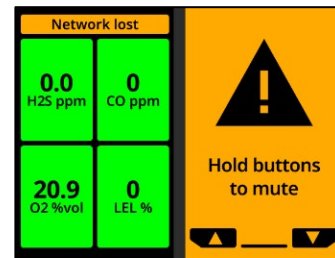 Network lost
0.0
H2S ppm
0
CO ppm
20.9
O2 %vol
0
LEL %
!
Hold buttons
to mute